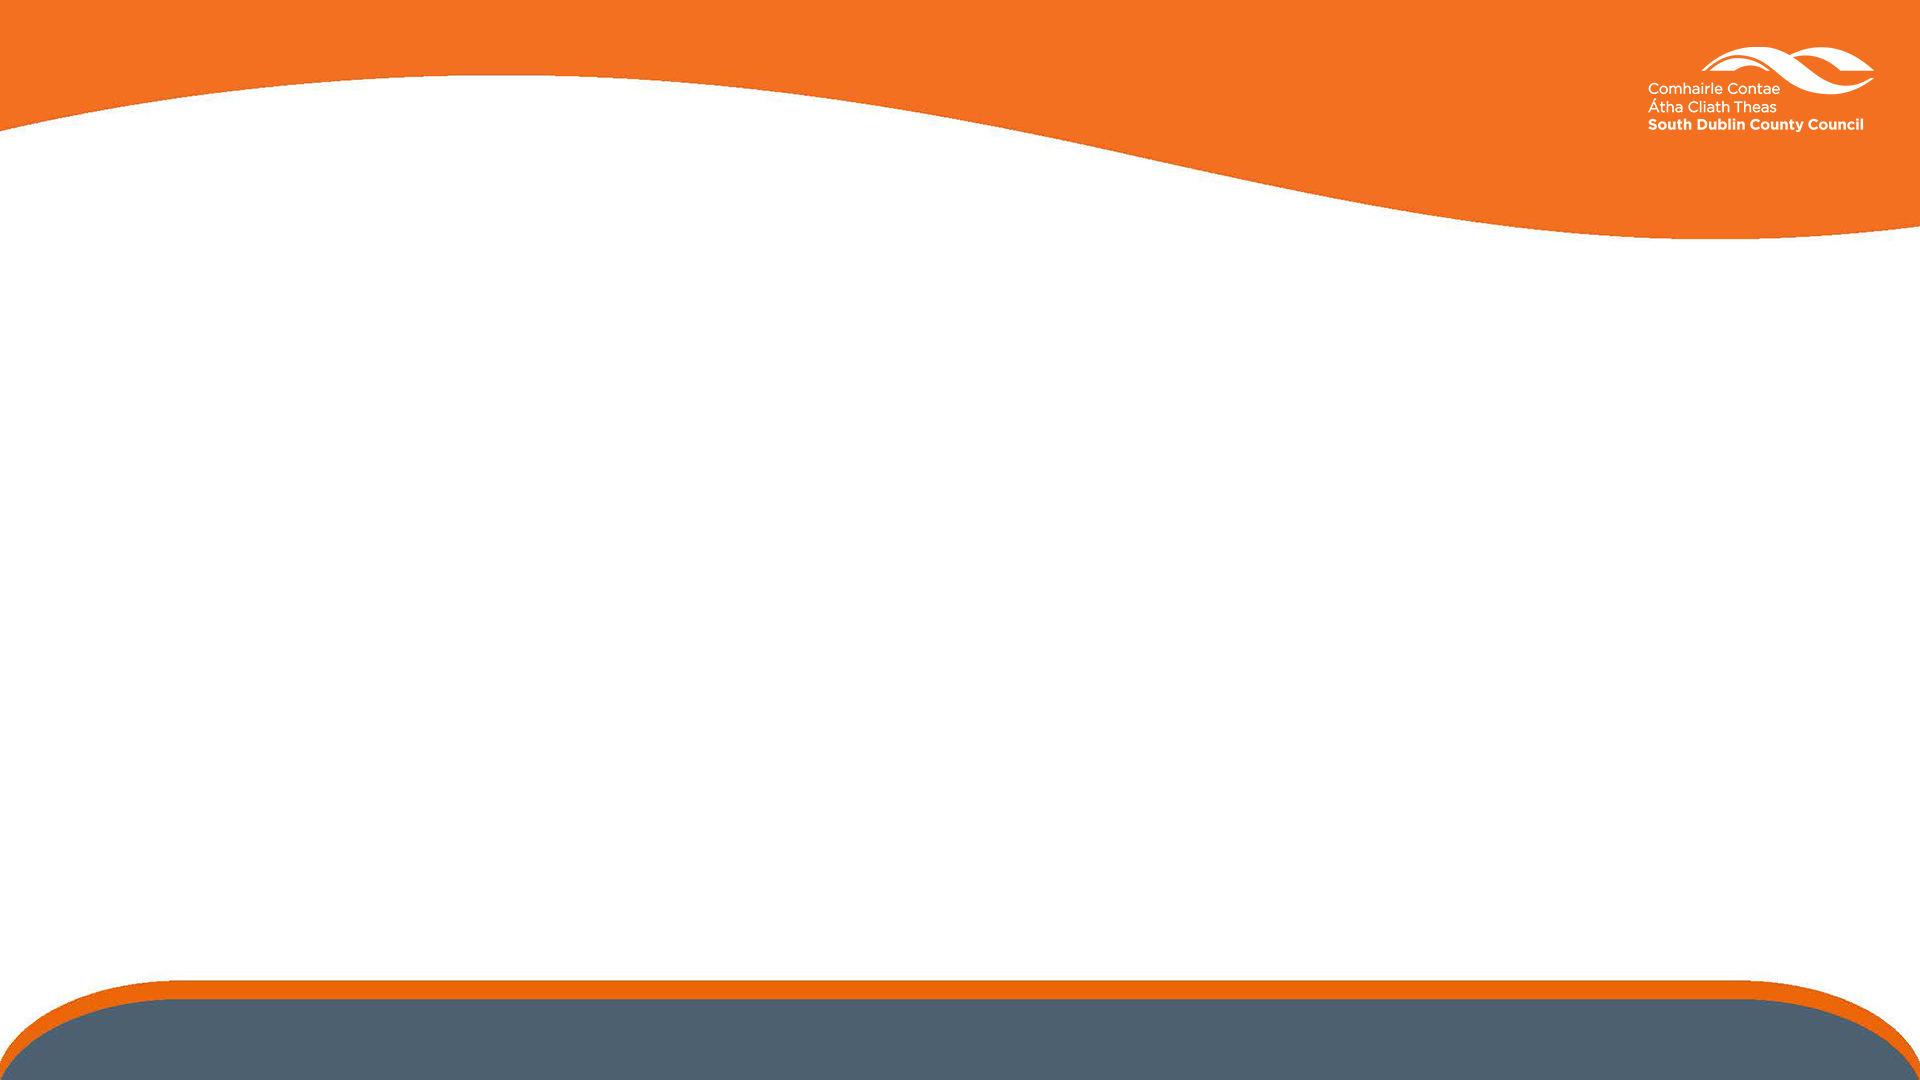 Comhairle Contae
Átha Cliath Theas
South Dublin County Council